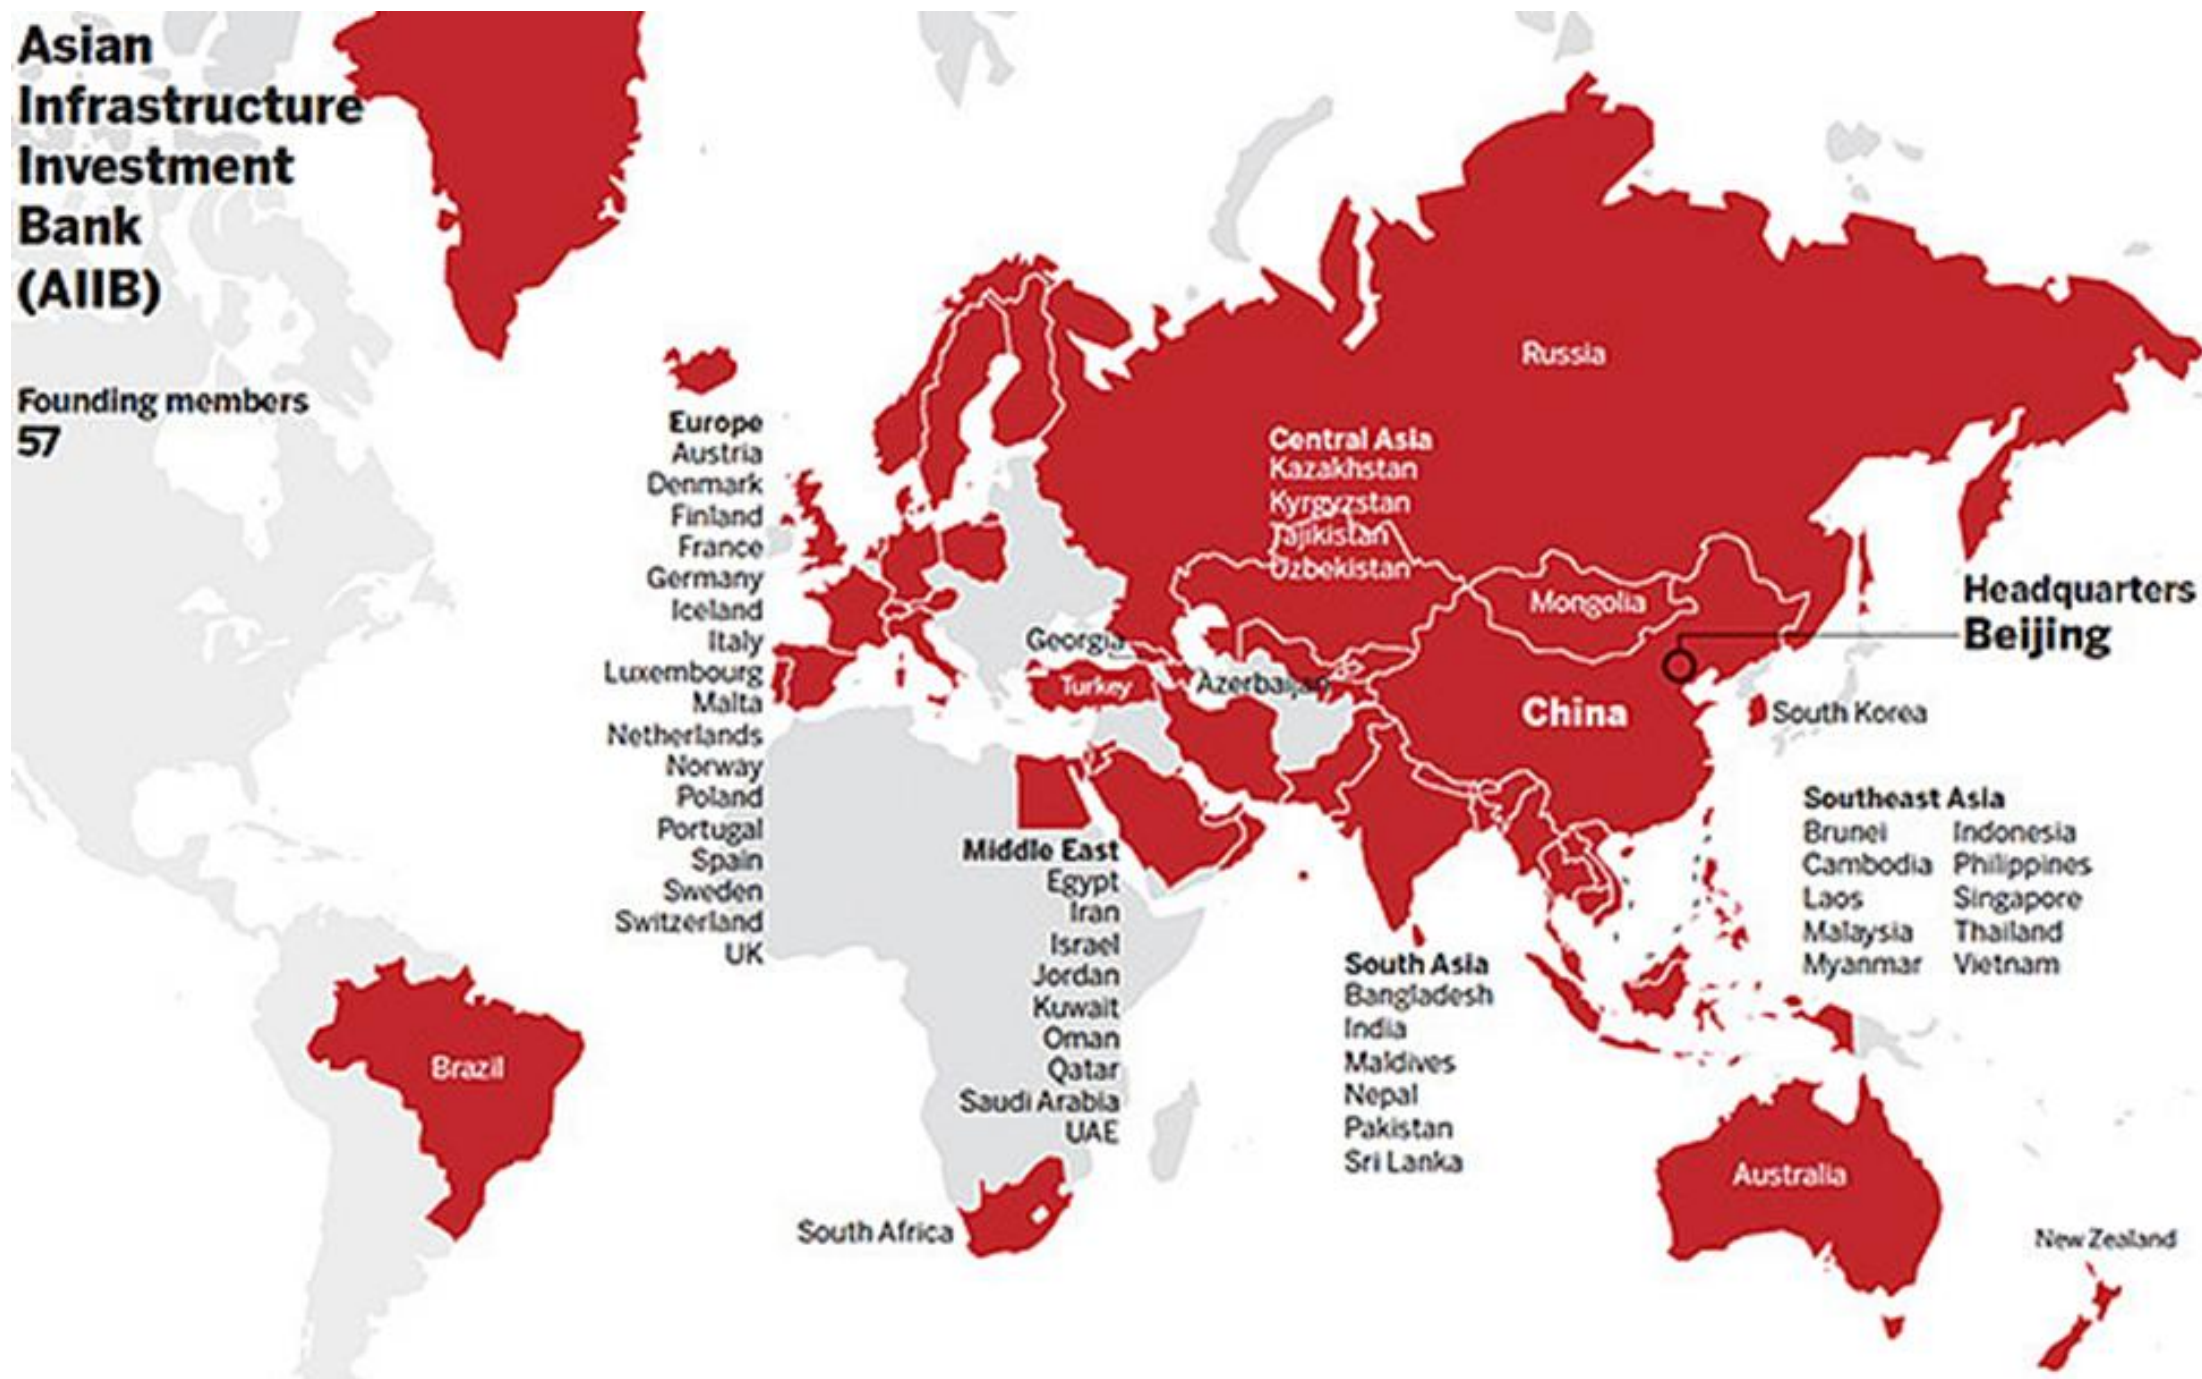 Asian
Infrastructure
Investment
Bank
(AIIB)
Founding members
57
Europe
Austria
Denmark
Finland
France
Germany
Iceland
Italy
Luxembourg
Malta
Netherlands
Norway
Poland
Portugal
Spain
Sweden
Switzerland
UK
Russia
Central Asia
Kazakhstan
Kyrgyzstan
Tajikistan
Uzbekistan
Mongolia
Georgia
Turkey
Azerbaijan
China
Headquarters
Beijing
South Korea
Middle East
Egypt
Iran
Israel
Jordan
Kuwait
Oman
Qatar
Saudi Arabia
UAE
South Asia
Bangladesh
India
Maldives
Nepal
Pakistan
Sri Lanka
Southeast Asia
Brunei Indonesia
Cambodia Philippines
Laos Singapore
Malaysia Thailand
Myanmar Vietnam
Brazil
South Africa
Australia
New Zealand